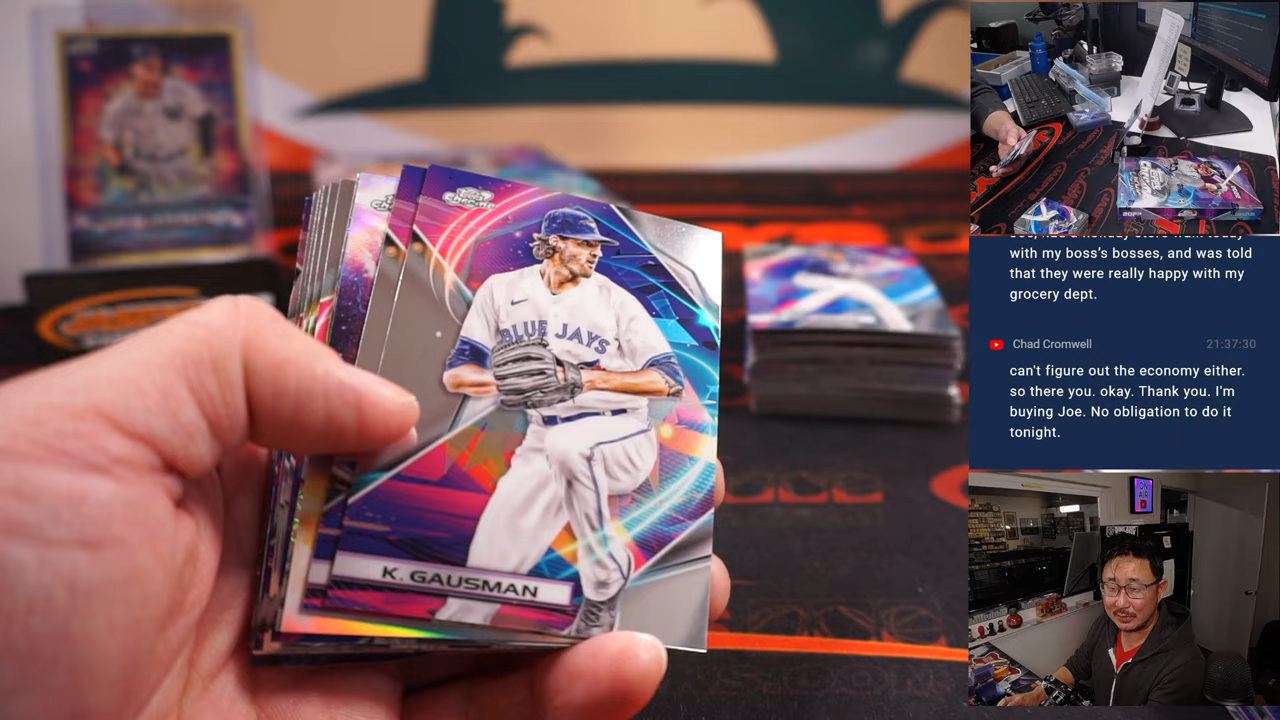 BLUE JAYS
K. GAUSMAN
with my boss's bosses, and was told
that they were really happy with my
grocery dept.
Chad Cromwell
21:37:30
can't figure out the economy either.
so there you. okay. Thank you. I'm
buying Joe. No obligation to do it
tonight.
ON
AIR